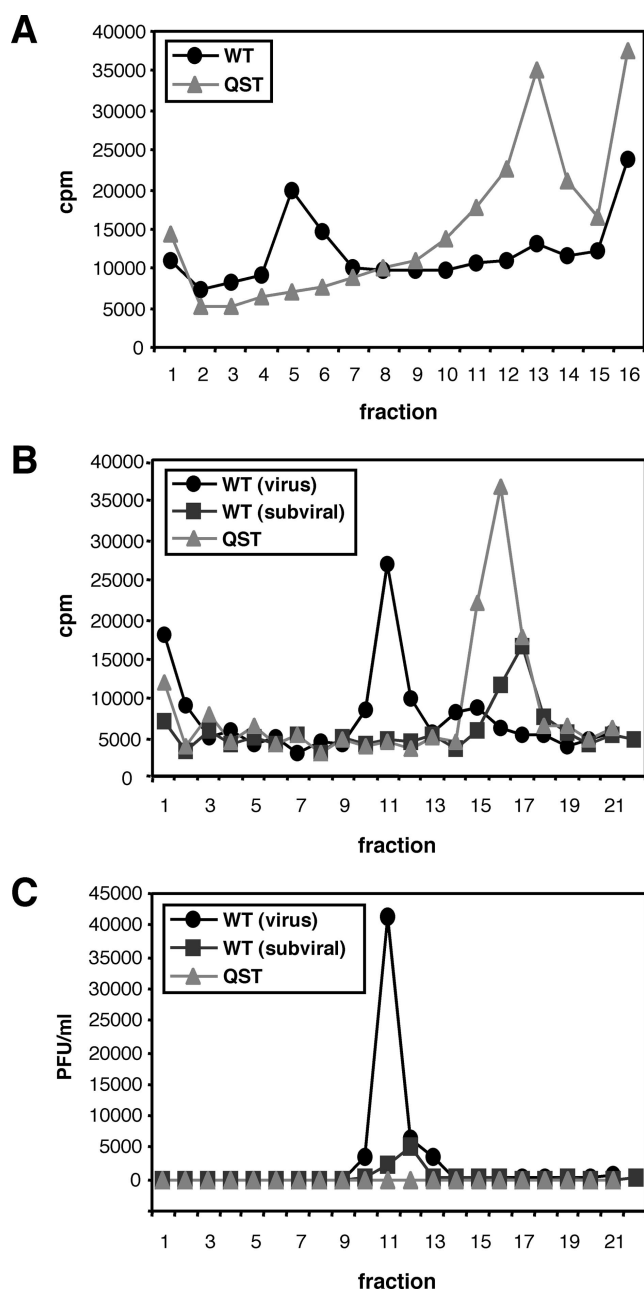 A
40000
35000
30000
25000
20000
15000
10000
5000
0
cpm
WT
QST
1 2 3 4 5 6 7 8 9 10 11 12 13 14 15 16
fraction
B
40000
35000
30000
25000
20000
15000
10000
5000
0
cpm
WT (virus)
WT (subviral)
QST
1 3 5 7 9 11 13 15 17 19 21
fraction
C
45000
40000
35000
30000
25000
20000
15000
10000
5000
0
PFU/ml
WT (virus)
WT (subviral)
QST
1 3 5 7 9 11 13 15 17 19 21
fraction